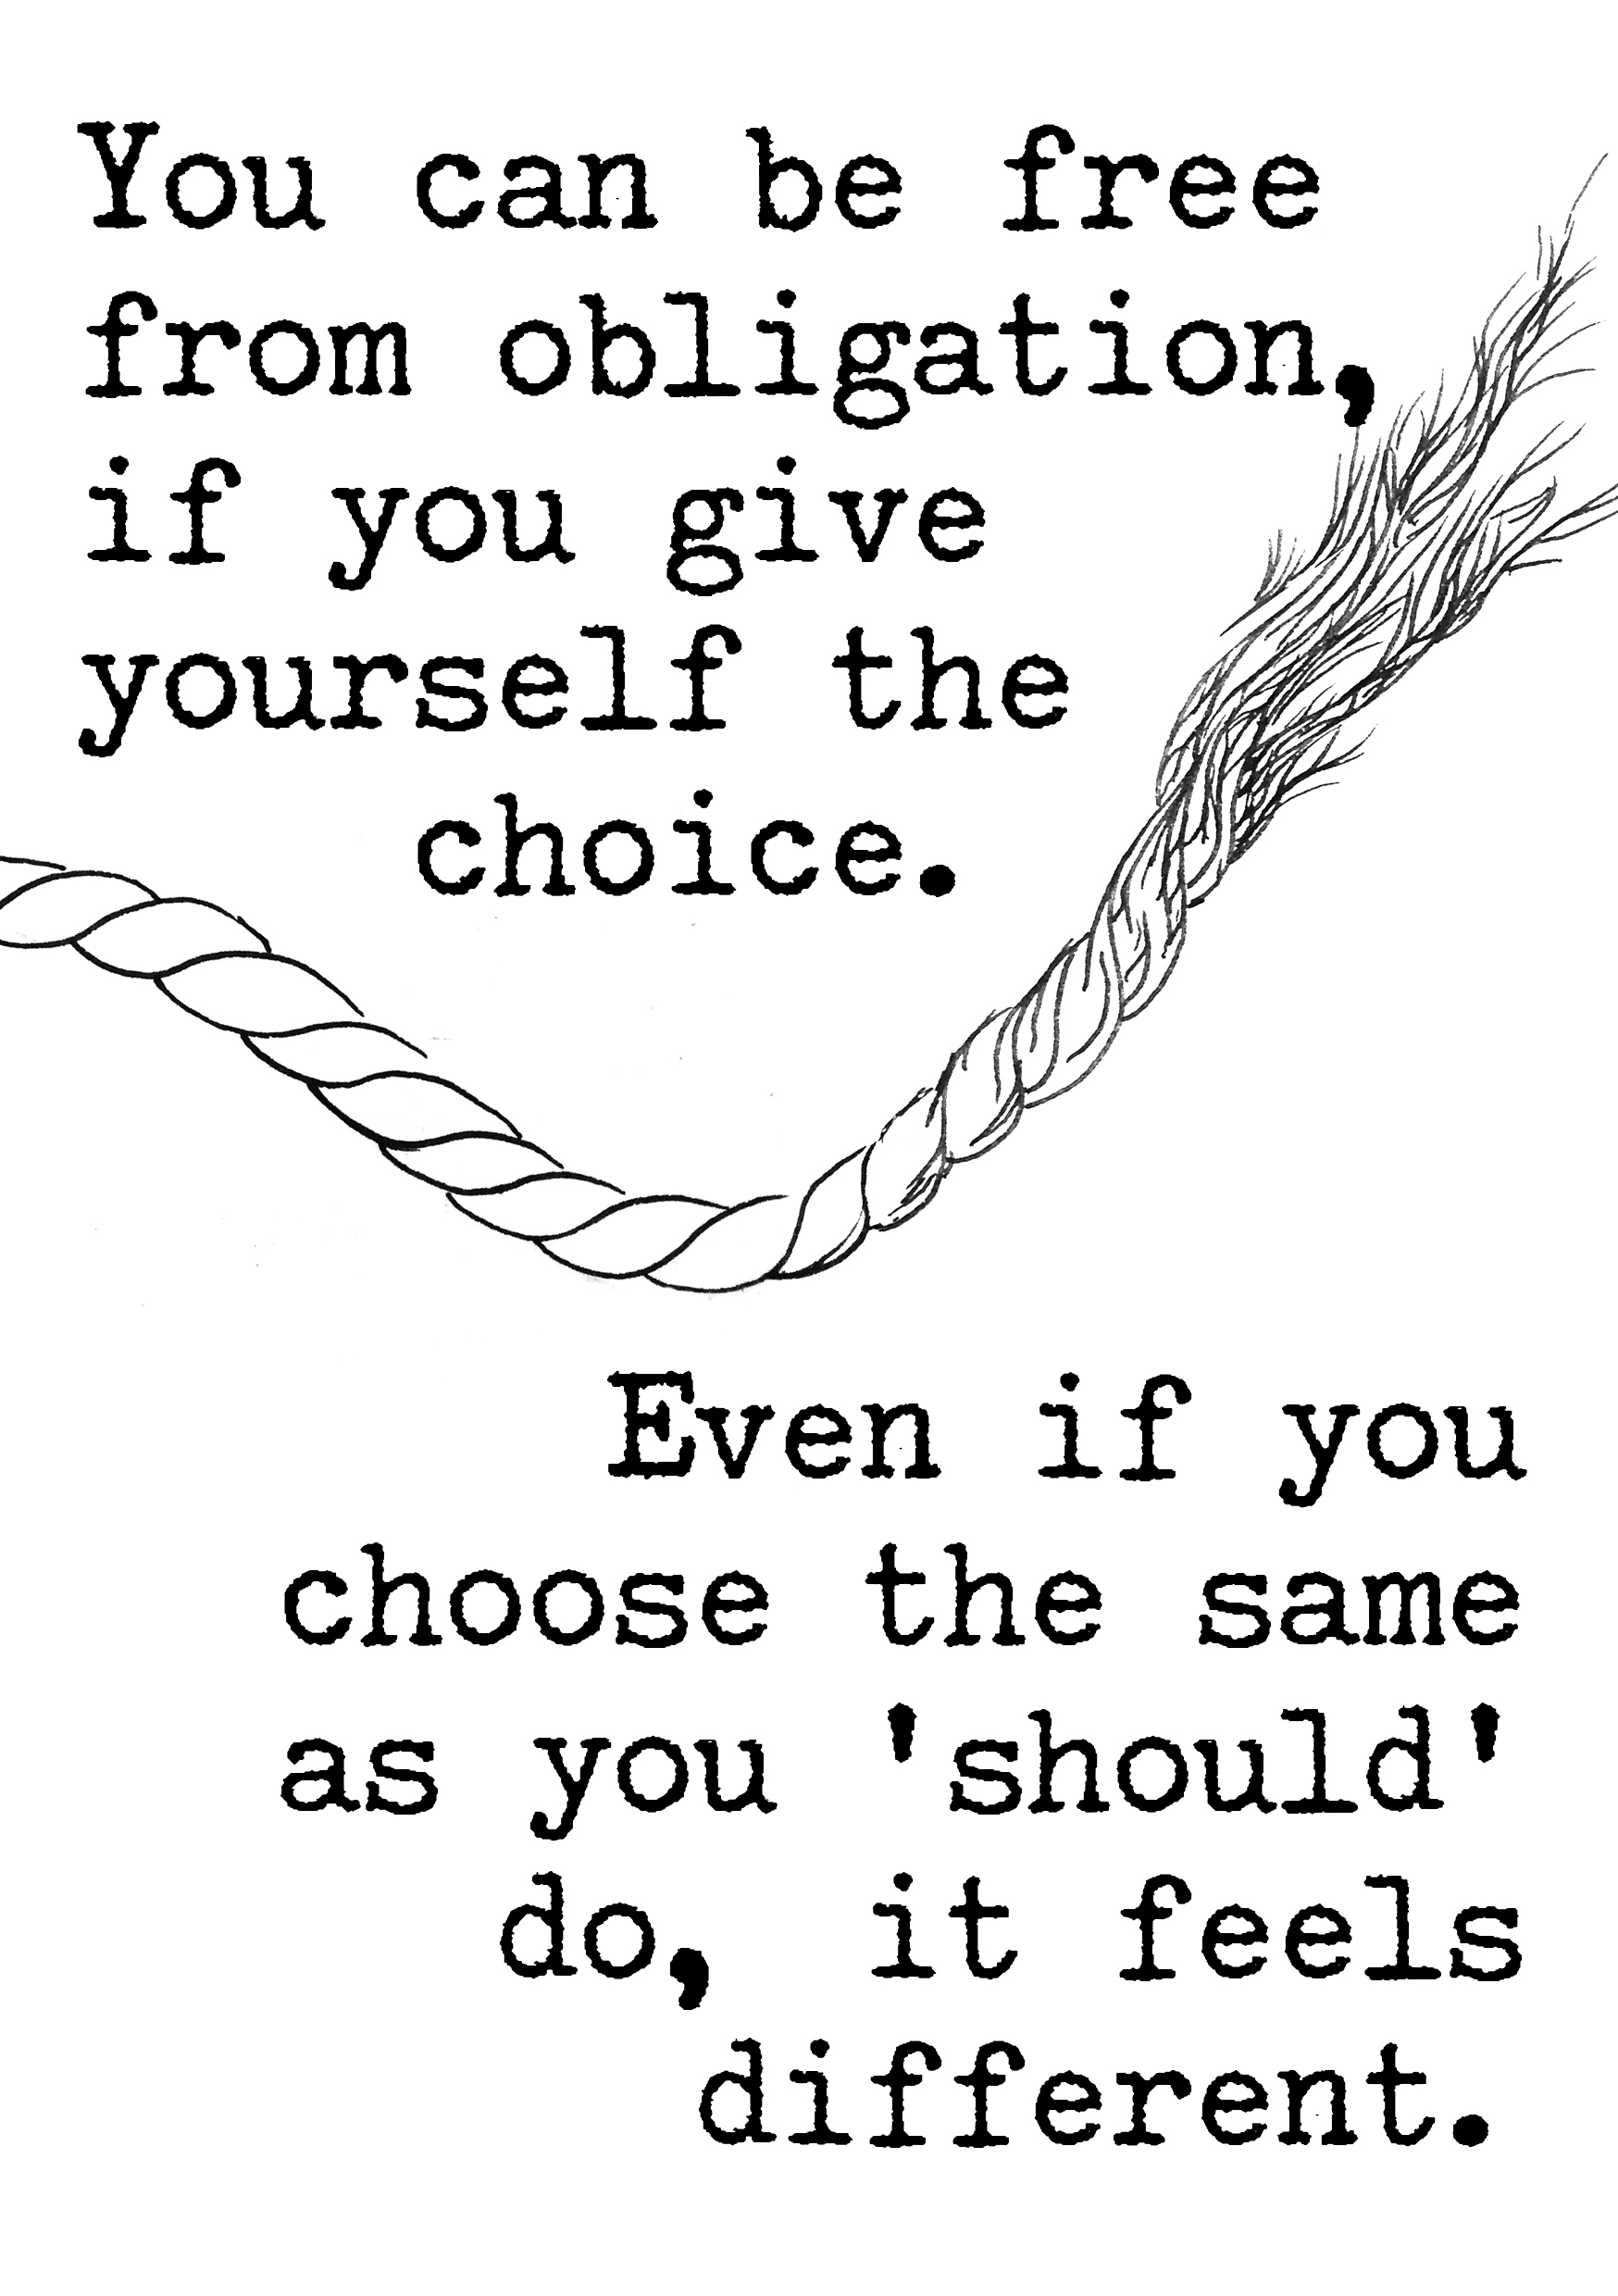 You can be free
from obligation,
if you give
yourself the
choice.
Even if you
choose the same
as you 'should'
do, it feels
different.